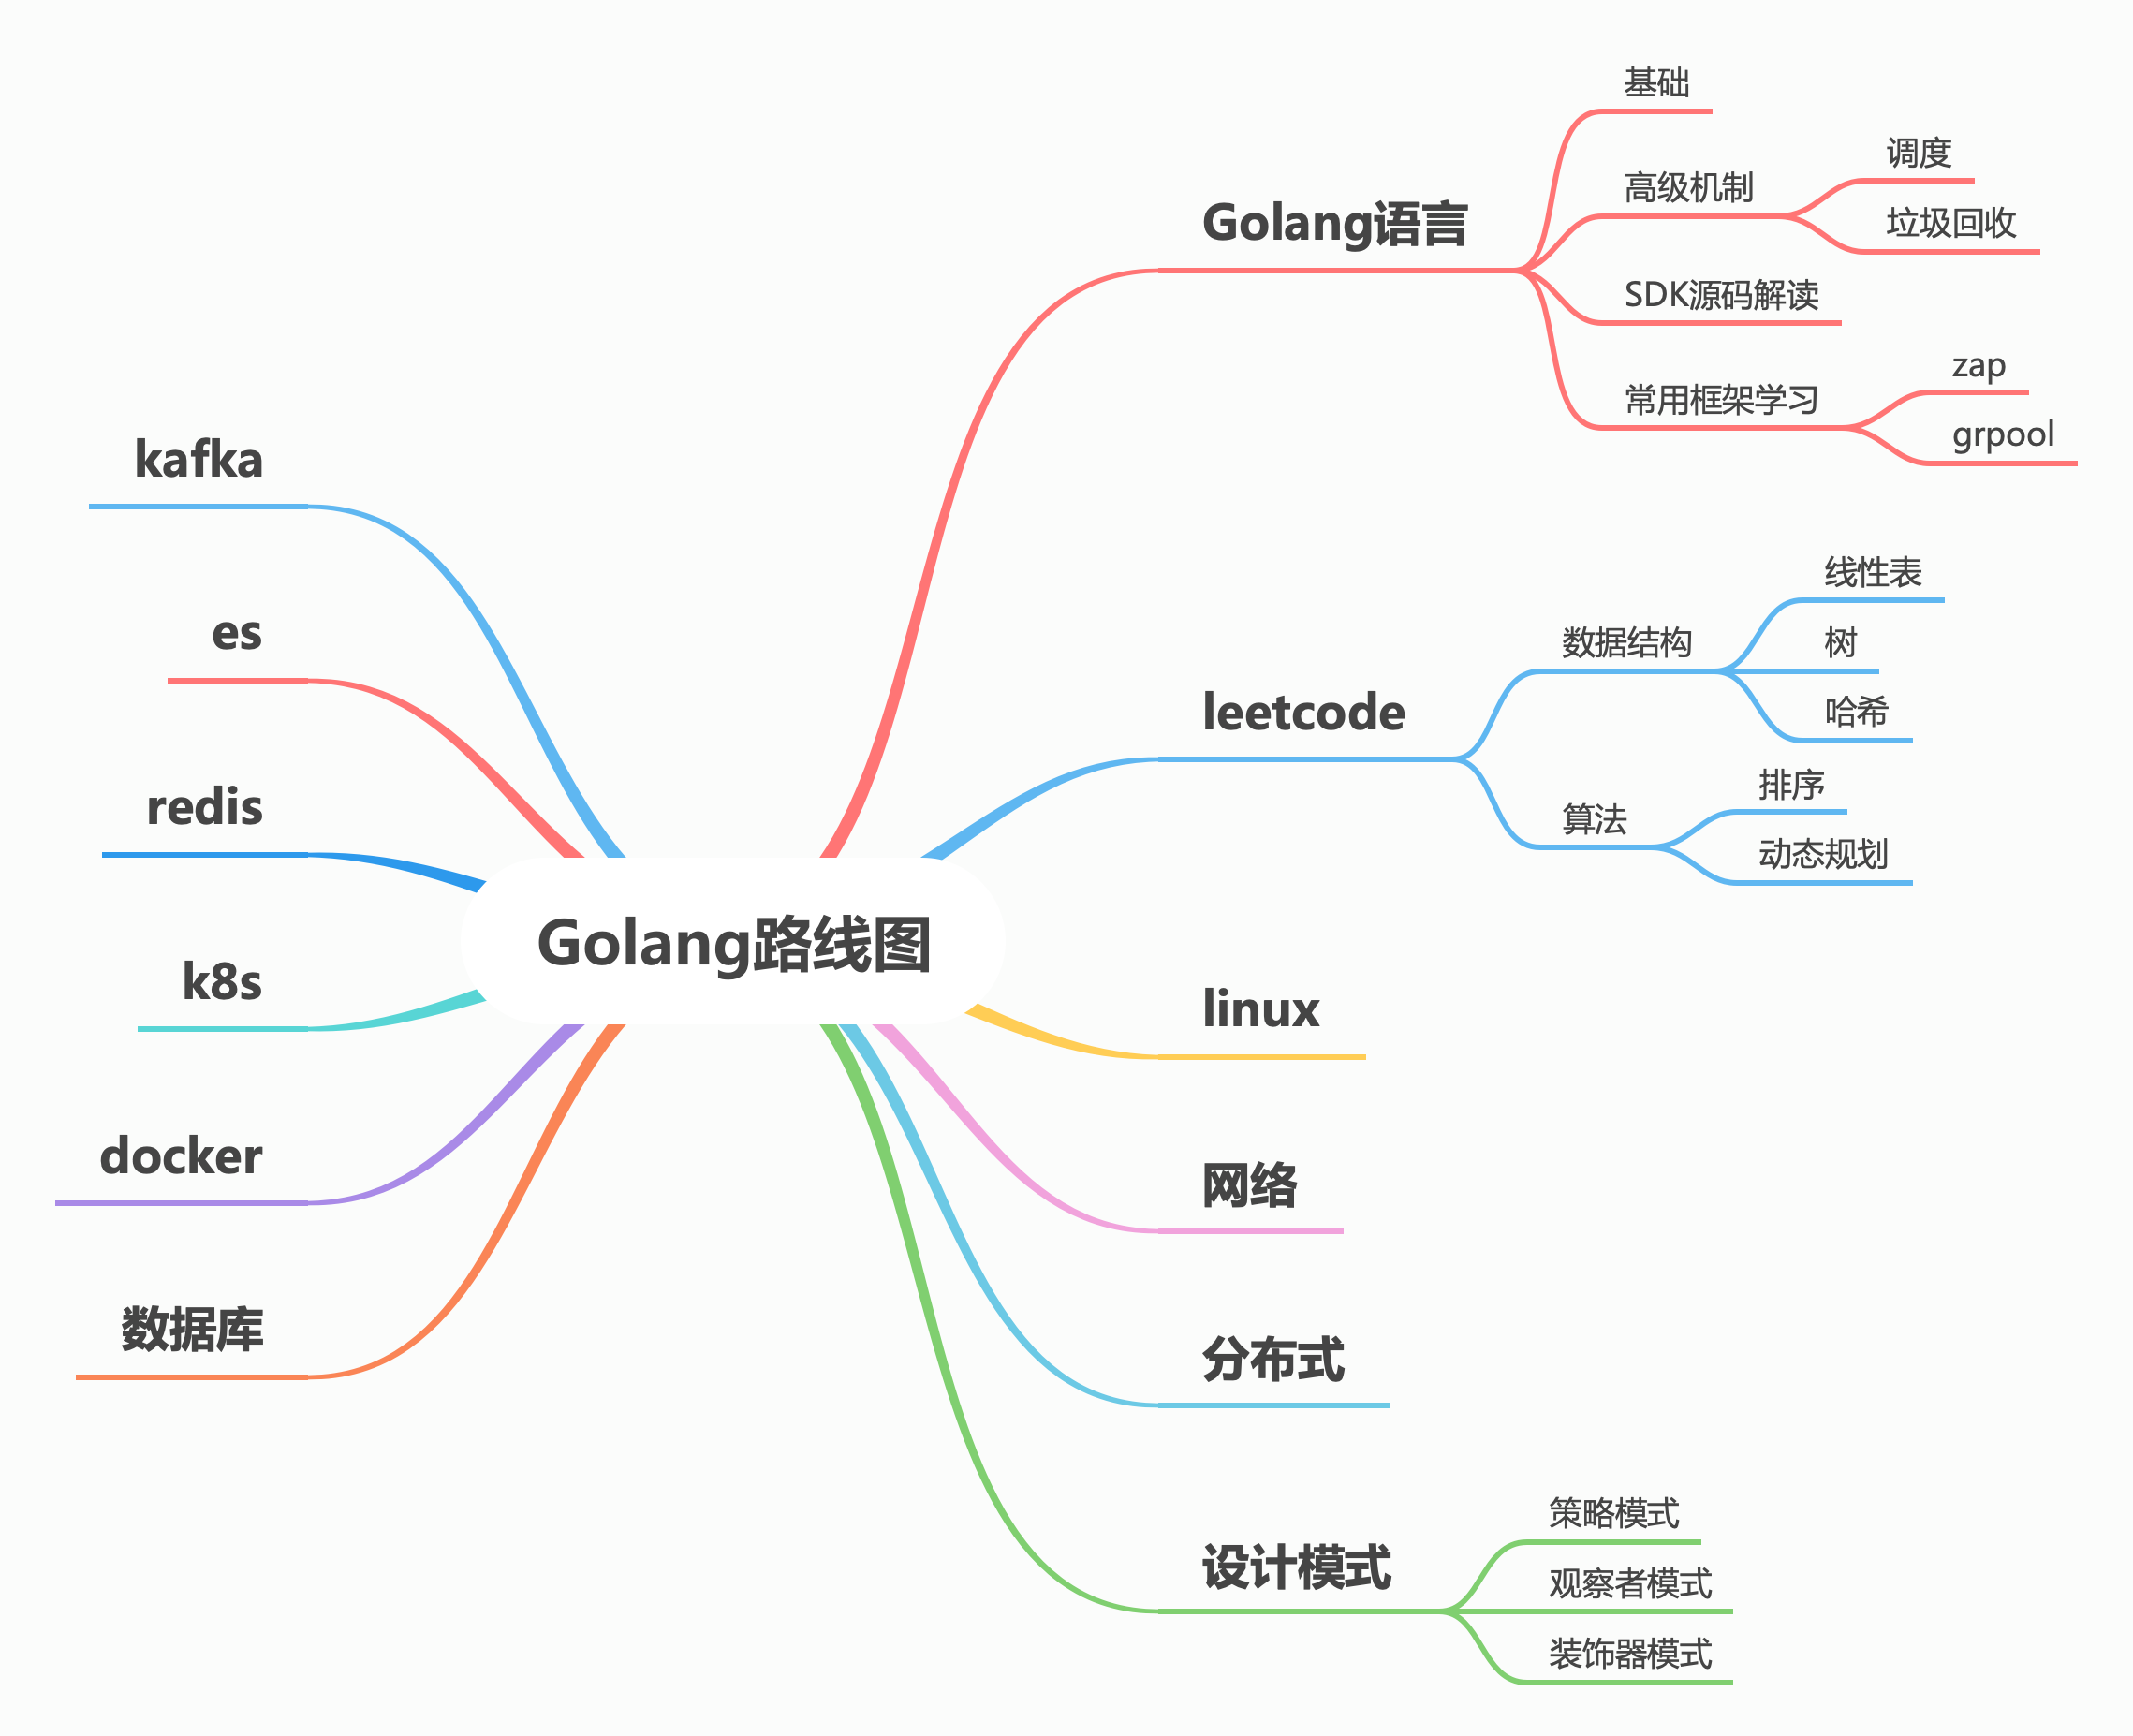 Golang路线图
Golang语言
基础
高级机制
调度
垃圾回收
SDK源码解读
常用框架学习
zap
grpool
leetcode
数据结构
线性表
树
哈希
算法
排序
动态规划
linux
网络
分布式
设计模式
策略模式
观察者模式
装饰器模式
kafka
es
redis
k8s
docker
数据库